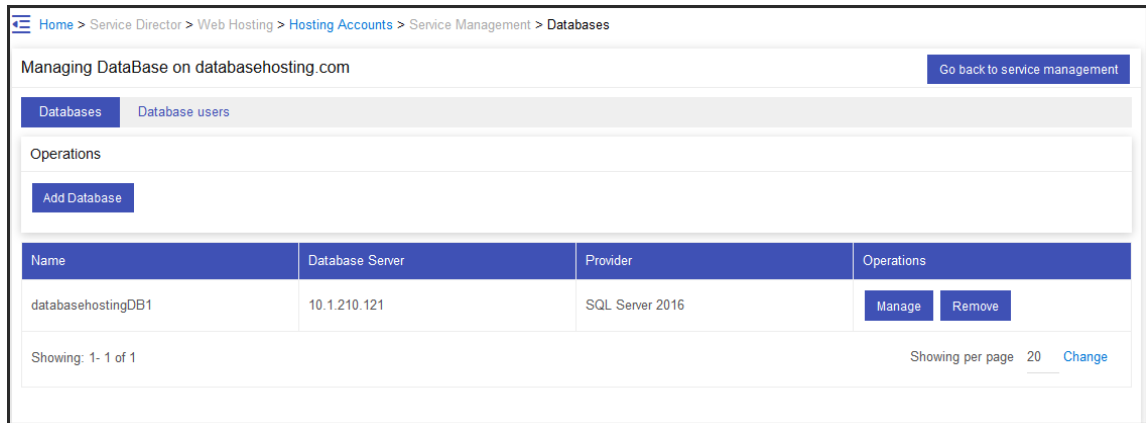 Home > Service Director > Web Hosting > Hosting Accounts > Service Management > Databases
Managing DataBase on databasehosting.com
Go back to service management
Databases Database users
Operations
Add Database
Name Database Server Provider Operations
databasehostingDB1 10.1.210.121 SQL Server 2016 Manage Remove
Showing: 1- 1 of 1 Showing per page 20 Change